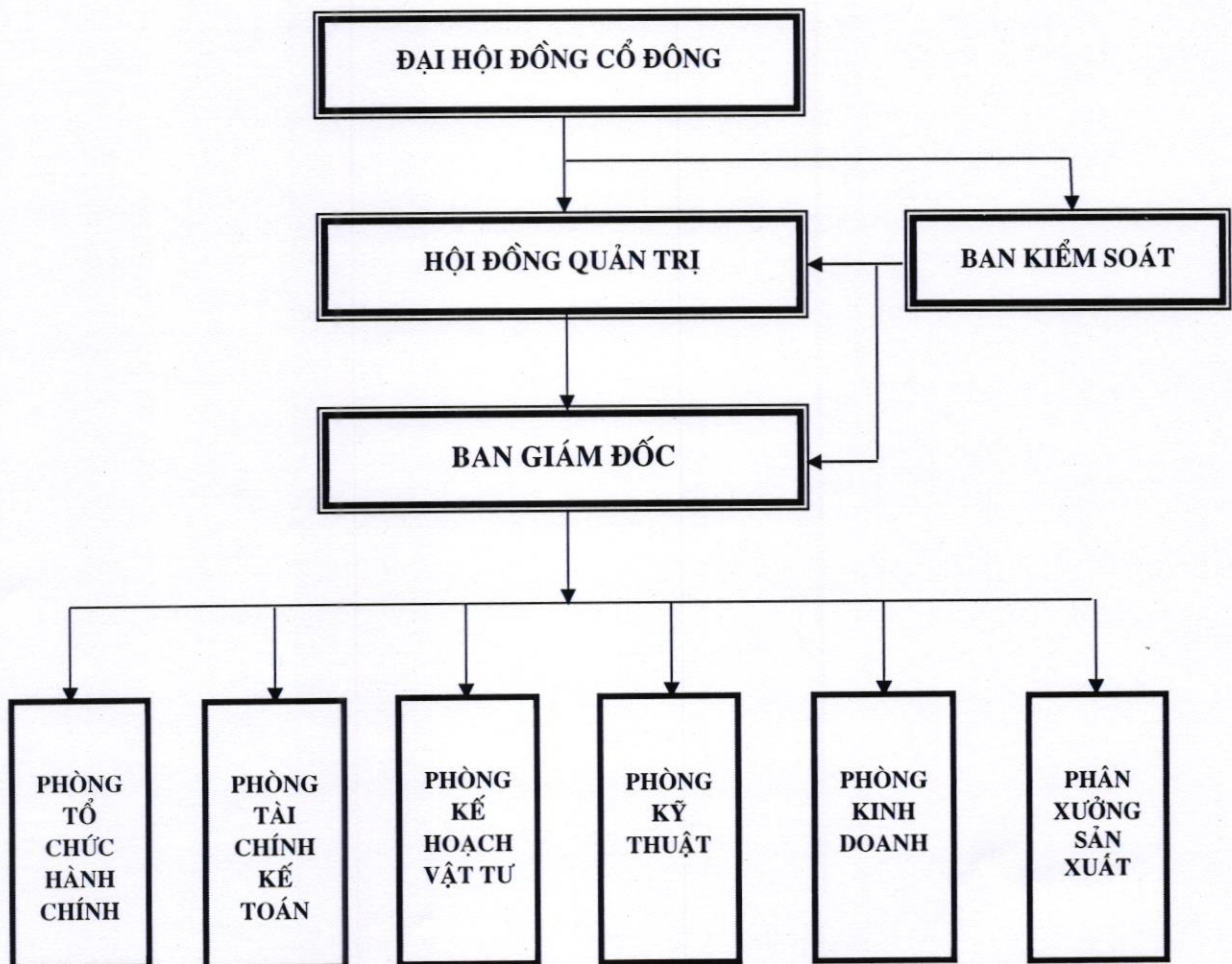 ĐẠI HỘI ĐỒNG CỔ ĐÔNG
HỘI ĐỒNG QUẢN TRỊ
BAN KIỂM SOÁT
BAN GIÁM ĐỐC
PHÒNG
TỔ
CHỨC
HÀNH
CHÍNH
PHÒNG
TÀI
CHÍNH
KẾ
TOÁN
PHÒNG
KẾ
HOẠCH
VẬT TƯ
PHÒNG
KỸ
THUẬT
PHÒNG
KINH
DOANH
PHÂN
XƯỞNG
SẢN
XUẤT